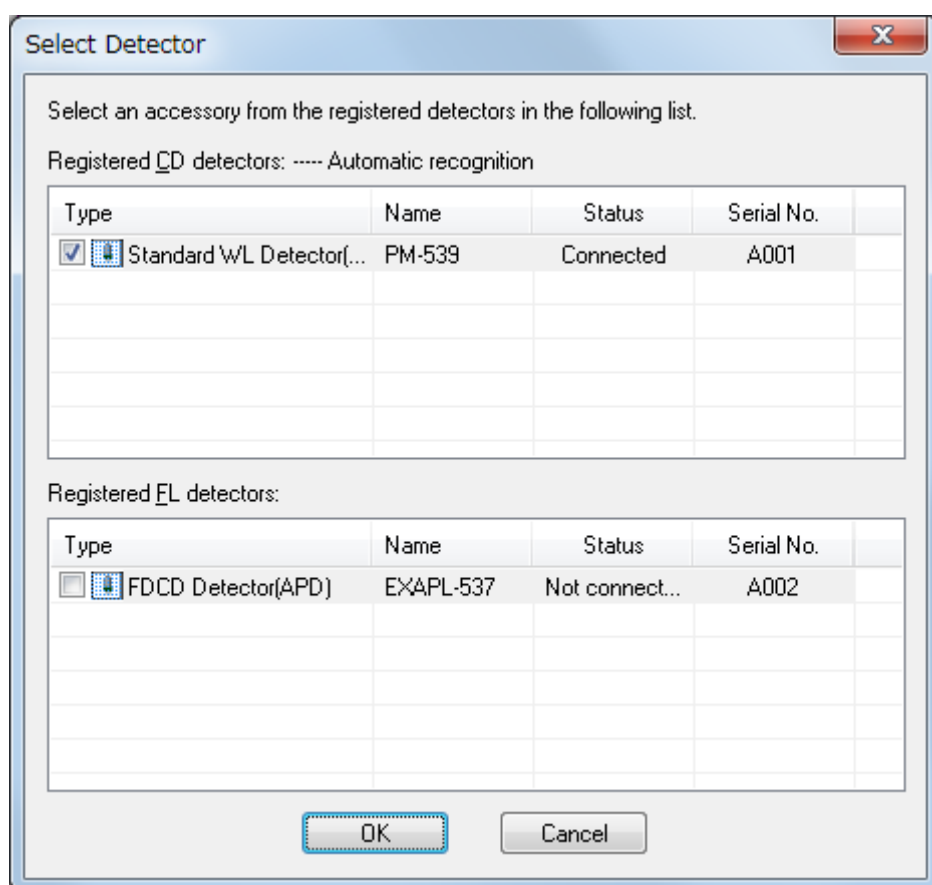 Select Detector
Select an accessory from the registered detectors in the following list.
Registered CD detectors: ----- Automatic recognition
Type Name Status Serial No.
Standard WL Detector(... PM-539 Connected A001
Registered FL detectors:
Type Name Status Serial No.
FDCD Detector(APD) EXAPL-537 Not connect... A002
OK Cancel